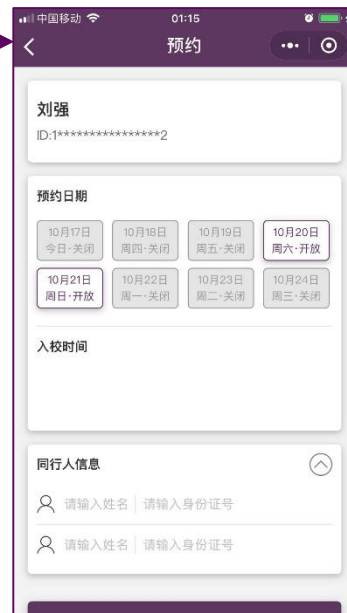 中国移动 01:15
预约
刘强
ID:1****************2
预约日期
10月17日 10月18日 10月19日 10月20日
今日·关闭 周四·关闭 周五·关闭 周六·开放
10月21日 10月22日 10月23日 10月24日
周日·开放 周一·关闭 周二·关闭 周三·关闭
入校时间
同行人信息
请输入姓名 请输入身份证号
请输入姓名 请输入身份证号